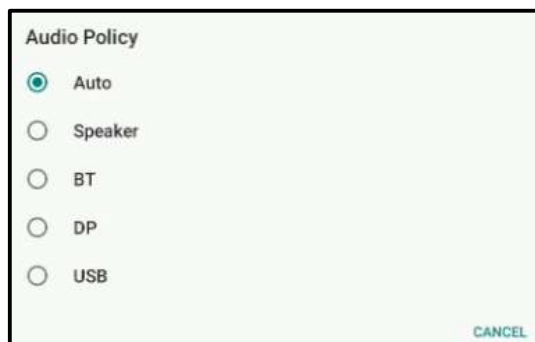 Audio Policy
Auto
Speaker
BT
DP
USB
CANCEL